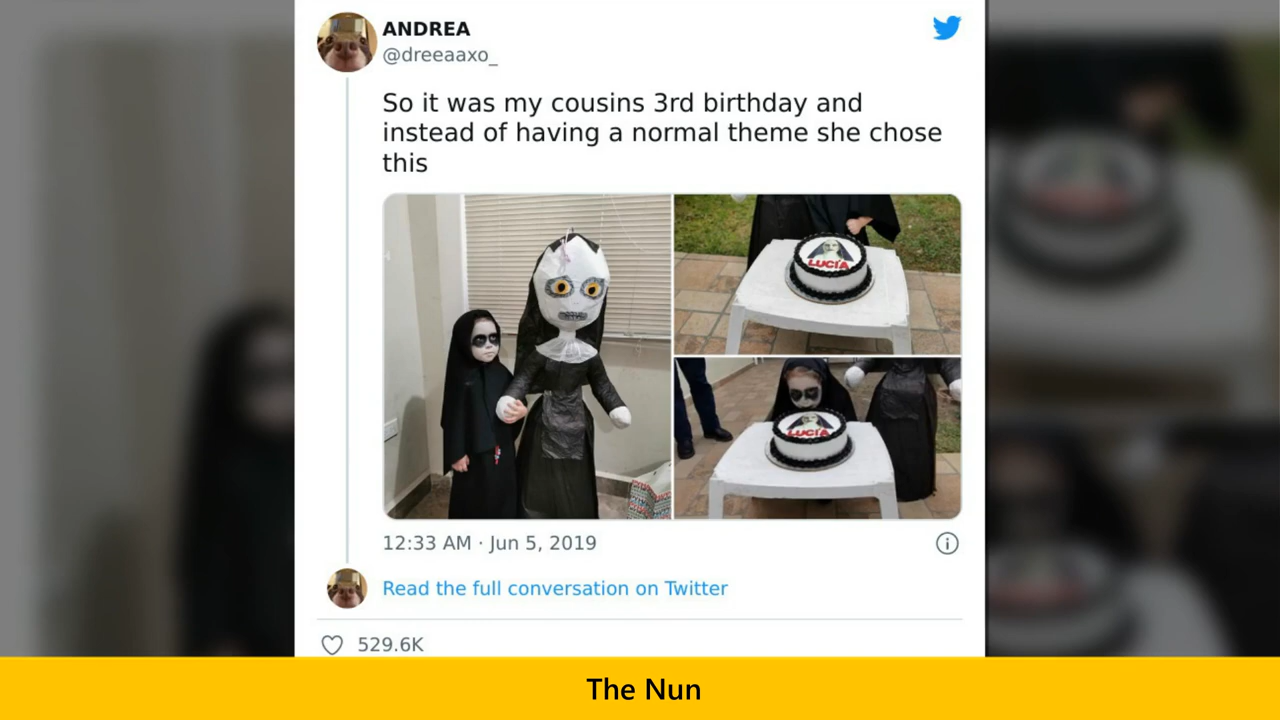 ANDREA
@dreeaaxo_
So it was my cousins 3rd birthday and
instead of having a normal theme she chose
this
LUCIA
LUCIA
12:33 AM · Jun 5, 2019
Read the full conversation on Twitter
529.6K
The Nun